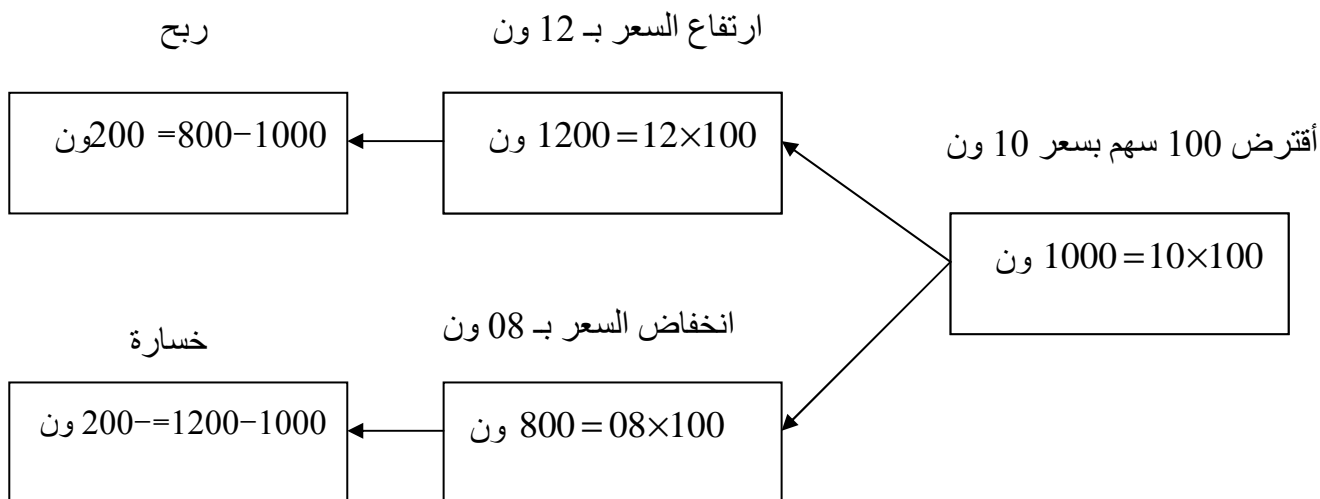 ارتفاع السعر بـ 12 ون
ربح
أقترض 100 سهم بسعر 10 ون
100×12=1200 ون
1000-800= 200ون
100×10=1000 ون
انخفاض السعر بـ 08 ون
خسارة
100×08=800 ون
1000-1200=-200 ون